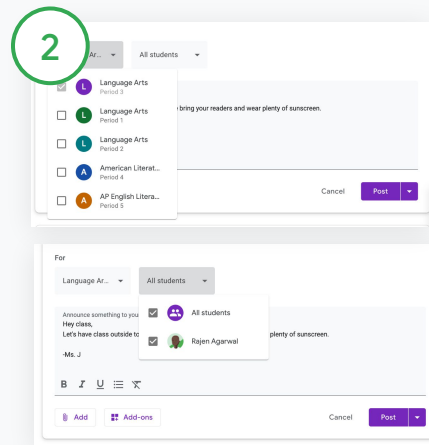 2
Ar...
All students
Language Arts
Period 3
Language Arts
Period 1
Language Arts
Period 2
American Literat...
Period 4
AP English Litera...
Period 5
bring your readers and wear plenty of sunscreen.
Cancel
Post
For
Language Ar...
All students
All students
Rajen Agarwal
Announce something to you
Hey class,
Let's have class outside to
plenty of sunscreen.
-Ms. J
B I U
Add
Add-ons
Cancel
Post